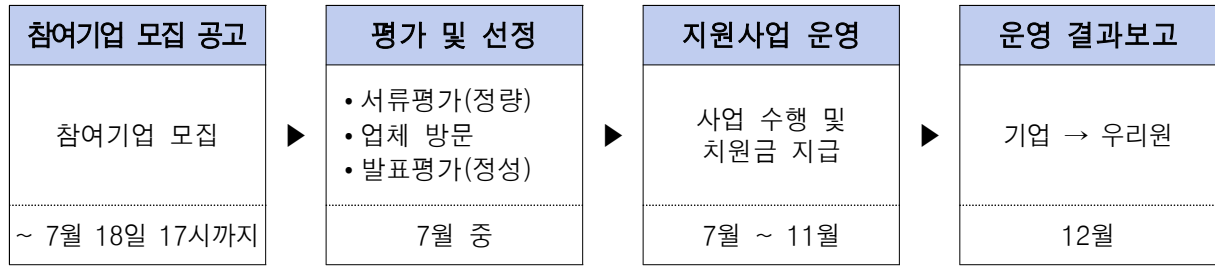 참여기업 모집 공고
참여기업 모집
~ 7월 18일 17시까지
▶
평가 및 선정
• 서류평가(정량)
• 업체 방문
• 발표평가(정성)
7월 중
▶
지원사업 운영
사업 수행 및
치원금 지급
7월 ~ 11월
▶
운영 결과보고
기업 → 우리원
12월